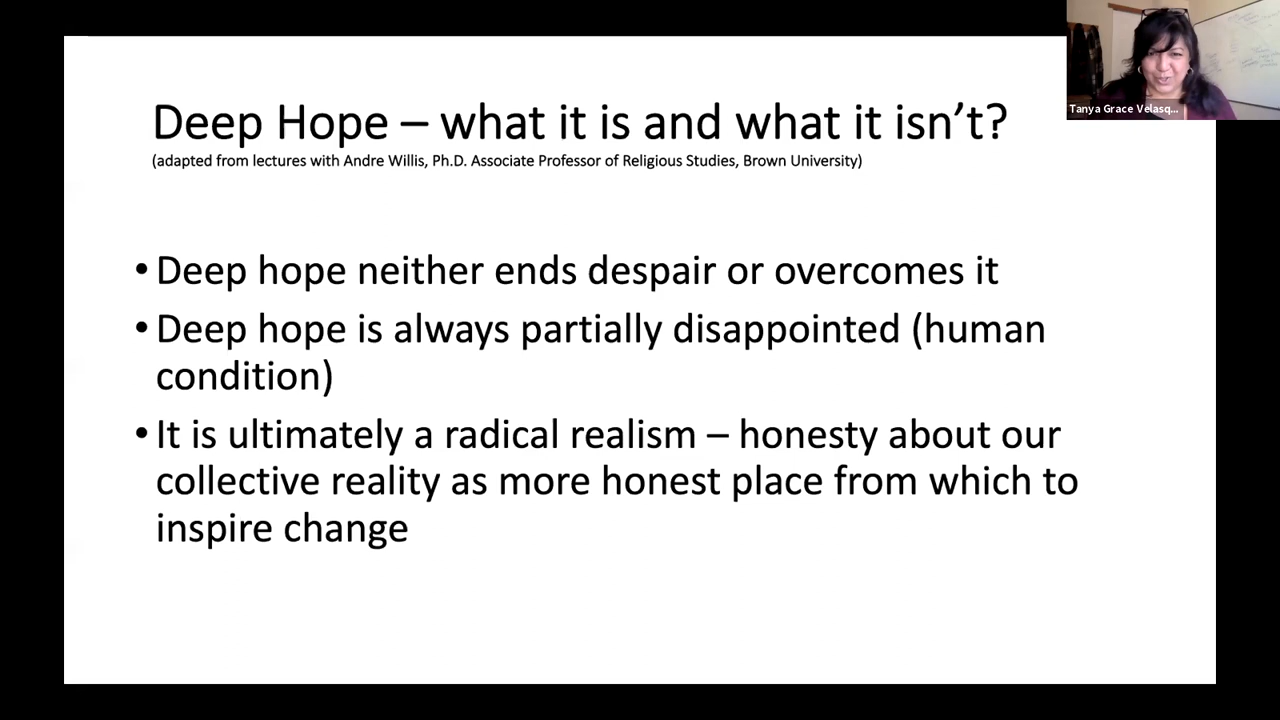 Deep Hope – what it is and what it isn’t?
(adapted from lectures with Andre Willis, Ph.D. Associate Professor of Religious Studies, Brown University)
• Deep hope neither ends despair or overcomes it
• Deep hope is always partially disappointed (human
condition)
• It is ultimately a radical realism – honesty about our
collective reality as more honest place from which to
inspire change
Tanya Grace Velasq...